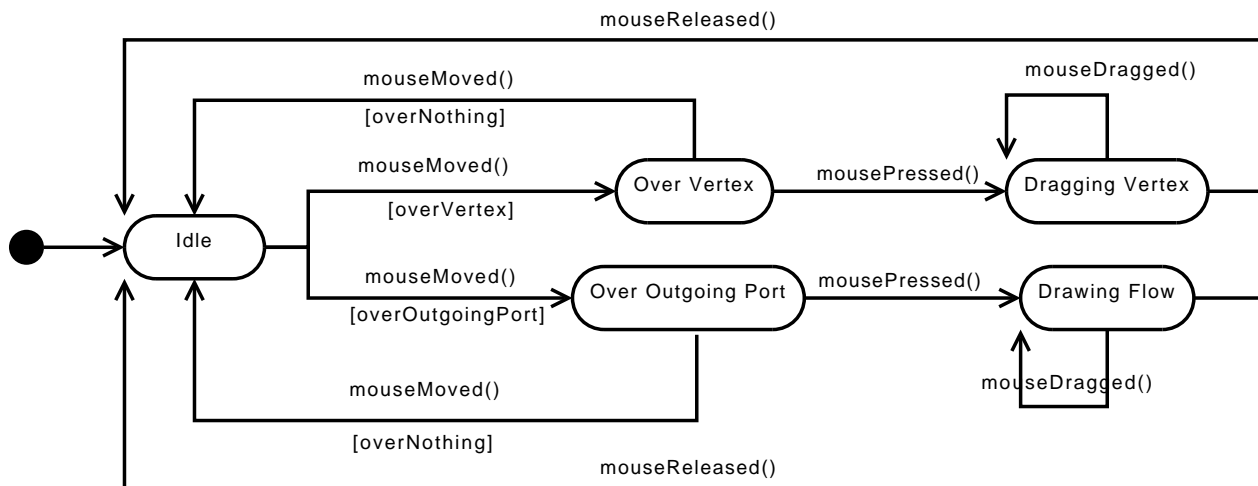 mouseReleased()
mouseMoved()
mouseDragged()
[overNothing]
mouseMoved()
Over Vertex
mousePressed()
Dragging Vertex
[overVertex]
Idle
mouseMoved()
Over Outgoing Port
mousePressed()
Drawing Flow
[overOutgoingPort]
mouseMoved()
mouseDragged()
[overNothing]
mouseReleased()